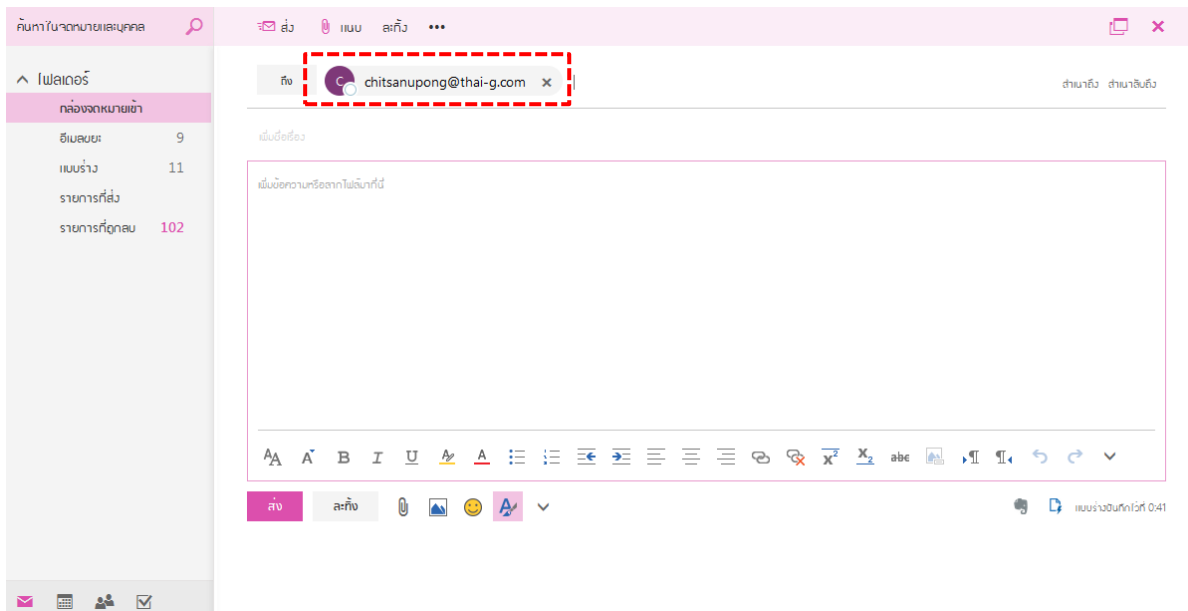 ค้นหาในจดหมายและบุคคล
ส่ง แนบ ละทิ้ง •••
โฟลเดอร์
กล่องจดหมายเข้า
อีเมลขยะ 9
แบบร่าง 11
รายการที่ส่ง
รายการที่ถูกลบ 102
ถึง C chitsanupong@thai-g.com × สำเนาถึง สำเนาลับถึง
เพิ่มชื่อเรื่อง
เพิ่มข้อความหรือลากไฟล์มาที่นี่
AA A B I U A A x² X₂ abc ¶ ¶
ส่ง ละทิ้ง A แบบร่างบันทึกไว้ที่ 0:41